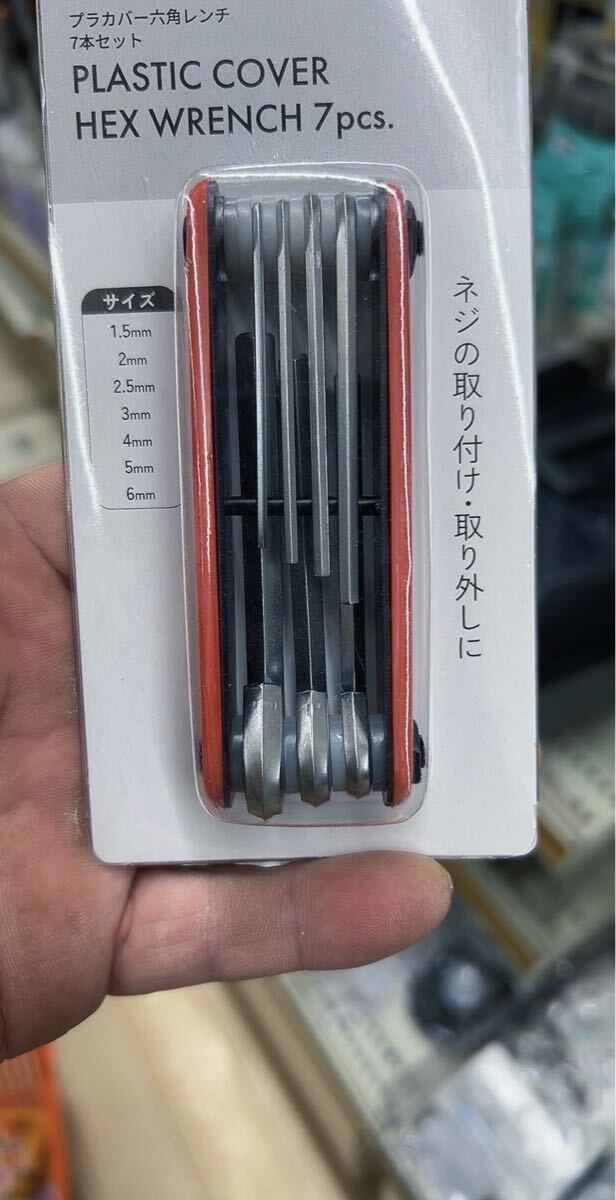 プラカバー六角レンチ
7本セット
PLASTIC COVER
HEX WRENCH 7pcs.
サイズ
1.5mm
2mm
2.5mm
3mm
4mm
5mm
6mm
ネジの取り付け・取り外しに